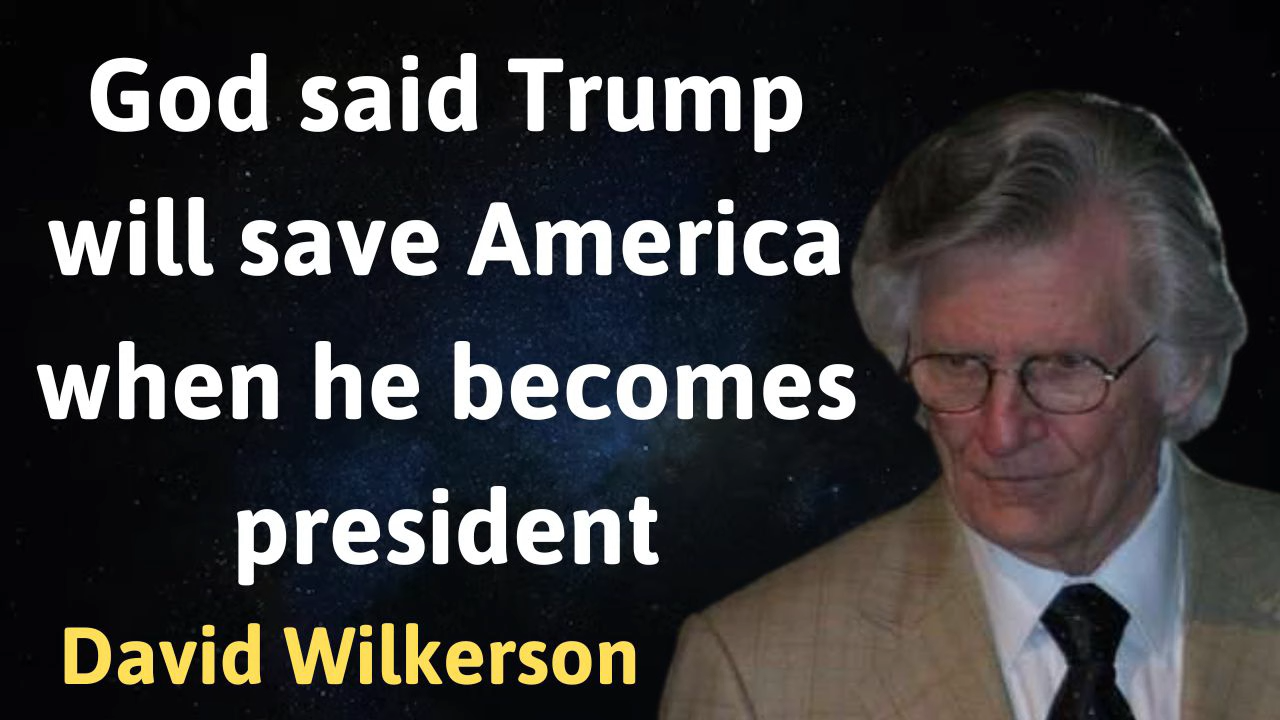 God said Trump
will save America
when he becomes
president
David Wilkerson